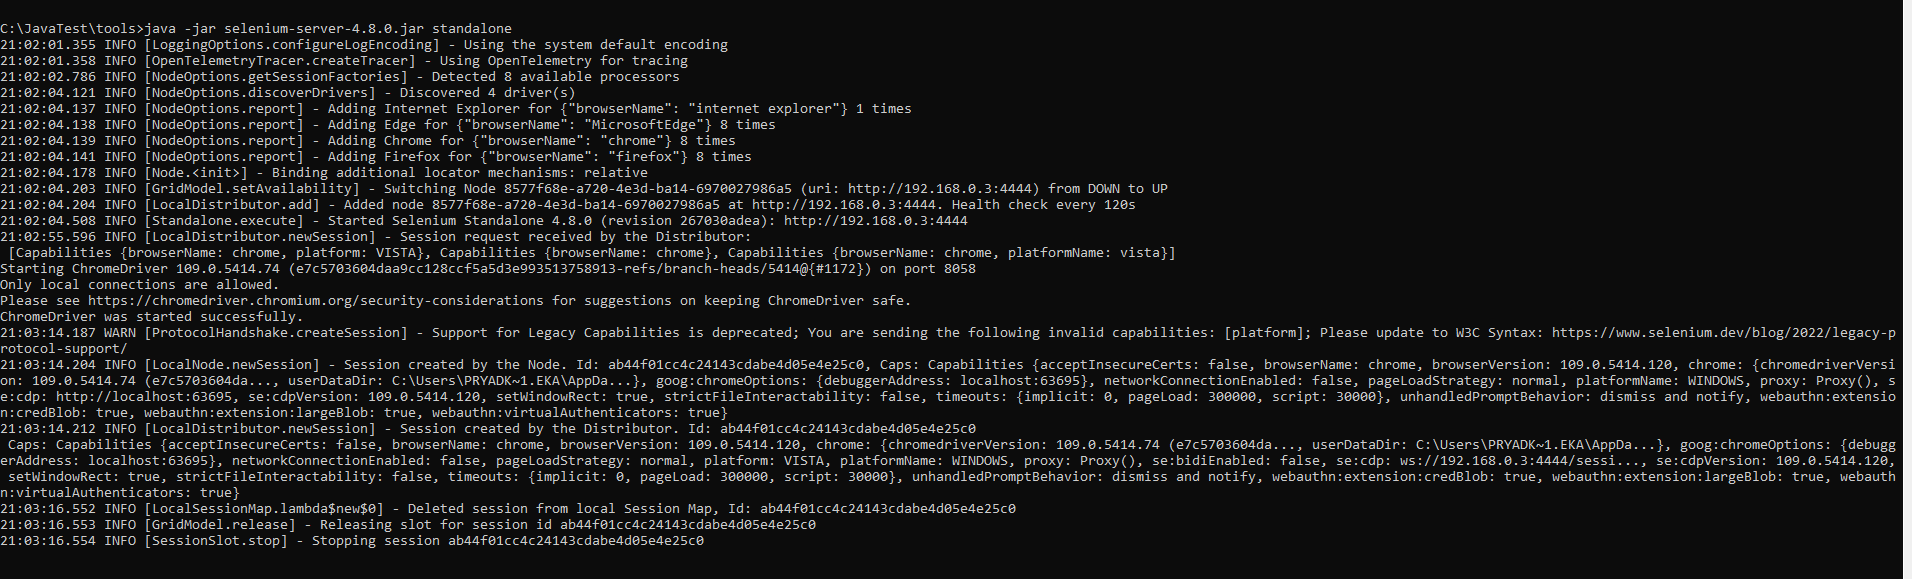 C:\JavaTest\tools>java -jar selenium-server-4.8.0.jar standalone
21:02:01.355 INFO [LoggingOptions.configureLogEncoding] - Using the system default encoding
21:02:01.358 INFO [OpenTelemetryTracer.createTracer] - Using OpenTelemetry for tracing
21:02:02.786 INFO [NodeOptions.getSessionFactories] - Detected 8 available processors
21:02:04.121 INFO [NodeOptions.discoverDrivers] - Discovered 4 driver(s)
21:02:04.137 INFO [NodeOptions.report] - Adding Internet Explorer for {"browserName": "internet explorer"} 1 times
21:02:04.138 INFO [NodeOptions.report] - Adding Edge for {"browserName": "MicrosoftEdge"} 8 times
21:02:04.139 INFO [NodeOptions.report] - Adding Chrome for {"browserName": "chrome"} 8 times
21:02:04.141 INFO [NodeOptions.report] - Adding Firefox for {"browserName": "firefox"} 8 times
21:02:04.178 INFO [Node.<init>] - Binding additional locator mechanisms: relative
21:02:04.203 INFO [GridModel.setAvailability] - Switching Node 8577f68e-a720-4e3d-ba14-6970027986a5 (uri: http://192.168.0.3:4444) from DOWN to UP
21:02:04.204 INFO [LocalDistributor.add] - Added node 8577f68e-a720-4e3d-ba14-6970027986a5 at http://192.168.0.3:4444. Health check every 120s
21:02:04.508 INFO [Standalone.execute] - Started Selenium Standalone 4.8.0 (revision 267030adea): http://192.168.0.3:4444
21:02:55.596 INFO [LocalDistributor.newSession] - Session request received by the Distributor:
 [Capabilities {browserName: chrome, platform: VISTA}, Capabilities {browserName: chrome}, Capabilities {browserName: chrome, platformName: vista}]
Starting ChromeDriver 109.0.5414.74 (e7c5703604daa9cc128ccf5a5d3e993513758913-refs/branch-heads/5414@{#1172}) on port 8058
Only local connections are allowed.
Please see https://chromedriver.chromium.org/security-considerations for suggestions on keeping ChromeDriver safe.
ChromeDriver was started successfully.
21:03:14.187 WARN [ProtocolHandshake.createSession] - Support for Legacy Capabilities is deprecated; You are sending the following invalid capabilities: [platform]; Please update to W3C Syntax: https://www.selenium.dev/blog/2022/legacy-p
rotocol-support/
21:03:14.204 INFO [LocalNode.newSession] - Session created by the Node. Id: ab44f01cc4c24143cdabe4d05e4e25c0, Caps: Capabilities {acceptInsecureCerts: false, browserName: chrome, browserVersion: 109.0.5414.120, chrome: {chromedriverVersi
on: 109.0.5414.74 (e7c5703604da..., userDataDir: C:\Users\PRYADK~1.EKA\AppDa...}, goog:chromeOptions: {debuggerAddress: localhost:63695}, networkConnectionEnabled: false, pageLoadStrategy: normal, platformName: WINDOWS, proxy: Proxy(), s
e:cdp: http://localhost:63695, se:cdpVersion: 109.0.5414.120, setWindowRect: true, strictFileInteractability: false, timeouts: {implicit: 0, pageLoad: 300000, script: 30000}, unhandledPromptBehavior: dismiss and notify, webauthn:extensio
n:credBlob: true, webauthn:extension:largeBlob: true, webauthn:virtualAuthenticators: true}
21:03:14.212 INFO [LocalDistributor.newSession] - Session created by the Distributor. Id: ab44f01cc4c24143cdabe4d05e4e25c0
 Caps: Capabilities {acceptInsecureCerts: false, browserName: chrome, browserVersion: 109.0.5414.120, chrome: {chromedriverVersion: 109.0.5414.74 (e7c5703604da..., userDataDir: C:\Users\PRYADK~1.EKA\AppDa...}, goog:chromeOptions: {debugg
erAddress: localhost:63695}, networkConnectionEnabled: false, pageLoadStrategy: normal, platform: VISTA, platformName: WINDOWS, proxy: Proxy(), se:bidiEnabled: false, se:cdp: ws://192.168.0.3:4444/sessi..., se:cdpVersion: 109.0.5414.120,
 setWindowRect: true, strictFileInteractability: false, timeouts: {implicit: 0, pageLoad: 300000, script: 30000}, unhandledPromptBehavior: dismiss and notify, webauthn:extension:credBlob: true, webauthn:extension:largeBlob: true, webauth
n:virtualAuthenticators: true}
21:03:16.552 INFO [LocalSessionMap.lambda$new$0] - Deleted session from local Session Map, Id: ab44f01cc4c24143cdabe4d05e4e25c0
21:03:16.553 INFO [GridModel.release] - Releasing slot for session id ab44f01cc4c24143cdabe4d05e4e25c0
21:03:16.554 INFO [SessionSlot.stop] - Stopping session ab44f01cc4c24143cdabe4d05e4e25c0